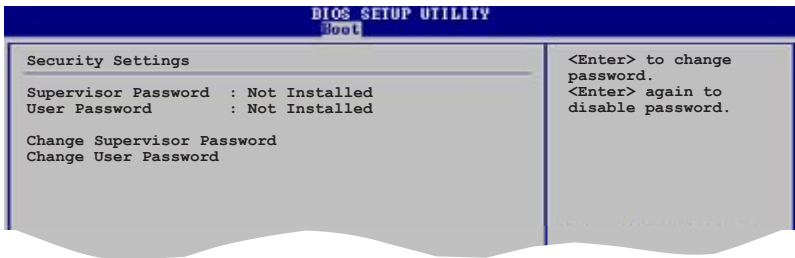 BIOS SETUP UTILITY
Boot
Security Settings
Supervisor Password : Not Installed
User Password : Not Installed
Change Supervisor Password
Change User Password
<Enter> to change
password.
<Enter> again to
disable password.